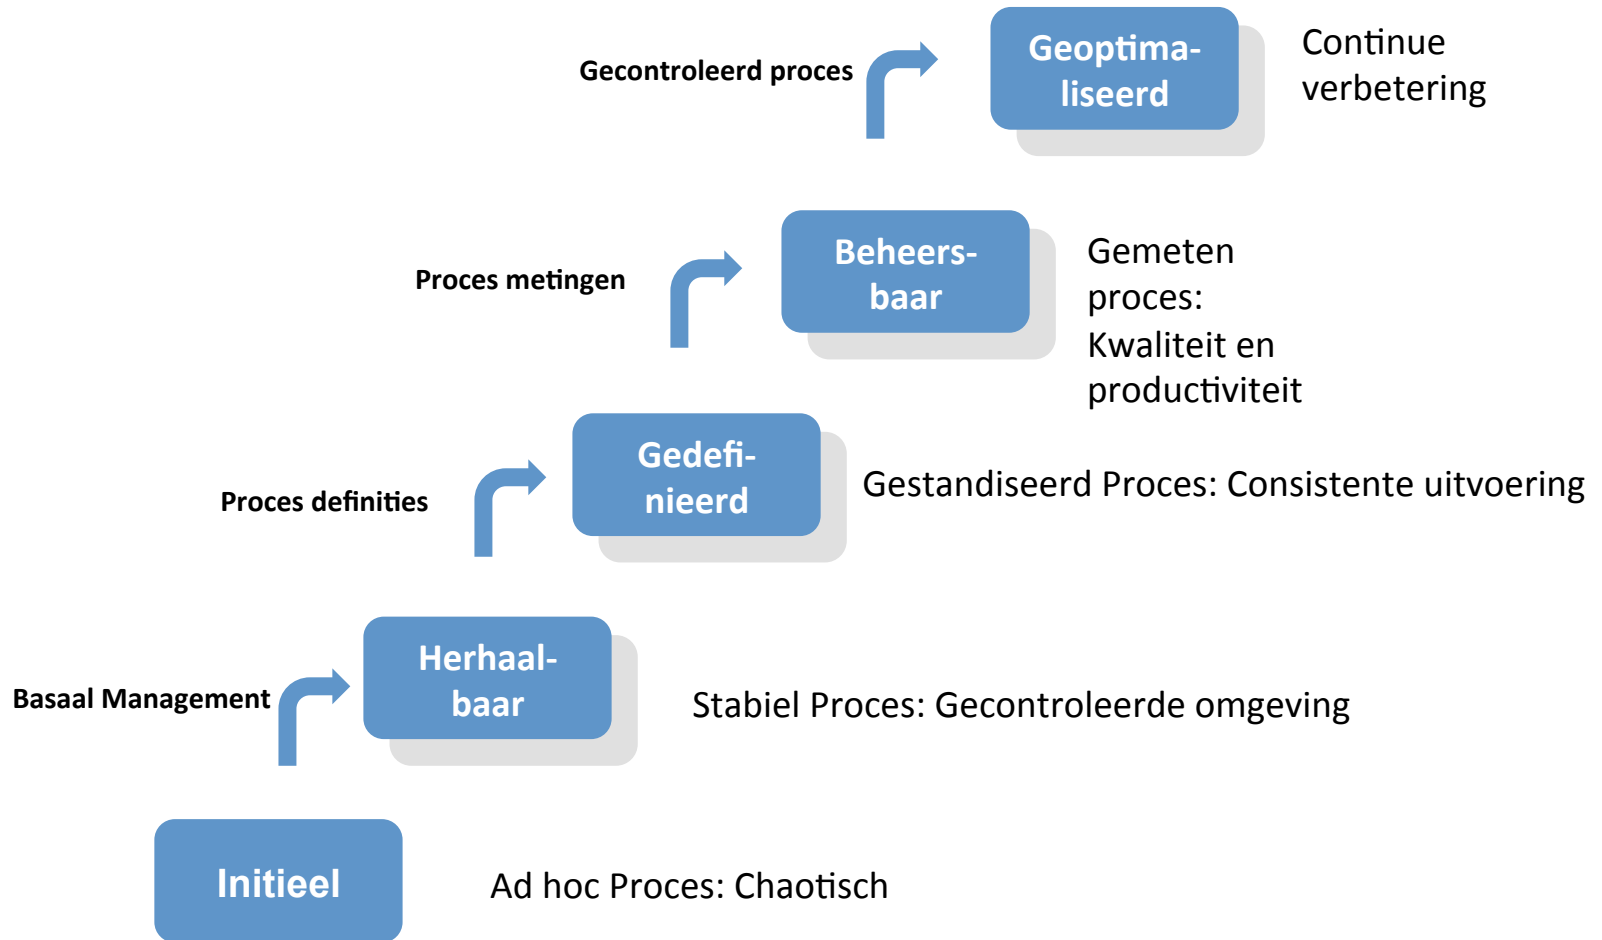 Gecontroleerd proces
Geoptima-
liseerd
Continue
verbetering
Proces metingen
Beheers-
baar
Gemeten
proces:
Kwaliteit en
productiviteit
Proces definities
Gedefi-
nieerd
Gestandiseerd Proces: Consistente uitvoering
Basaal Management
Herhaal-
baar
Stabiel Proces: Gecontroleerde omgeving
Initieel
Ad hoc Proces: Chaotisch